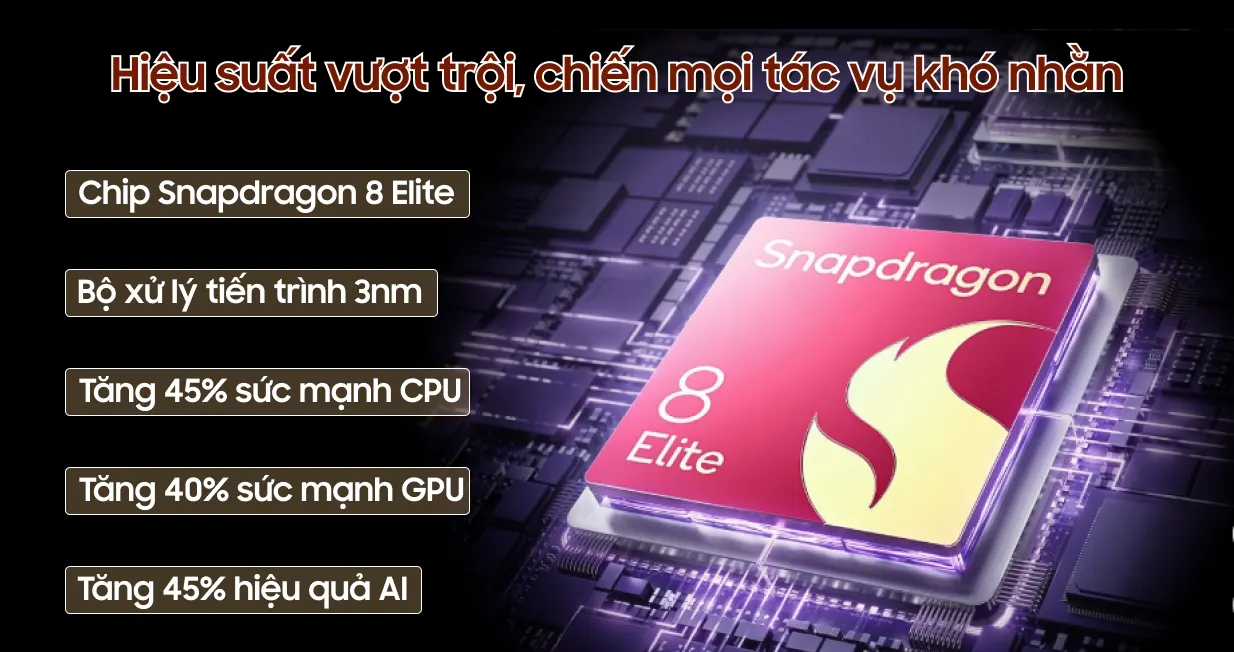 Hiệu suất vượt trội, chiến mọi tác vụ khó nhằn
Chip Snapdragon 8 Elite
Bộ xử lý tiến trình 3nm
Tăng 45% sức mạnh CPU
Tăng 40% sức mạnh GPU
Tăng 45% hiệu quả AI
Snapdragon
8
Elite